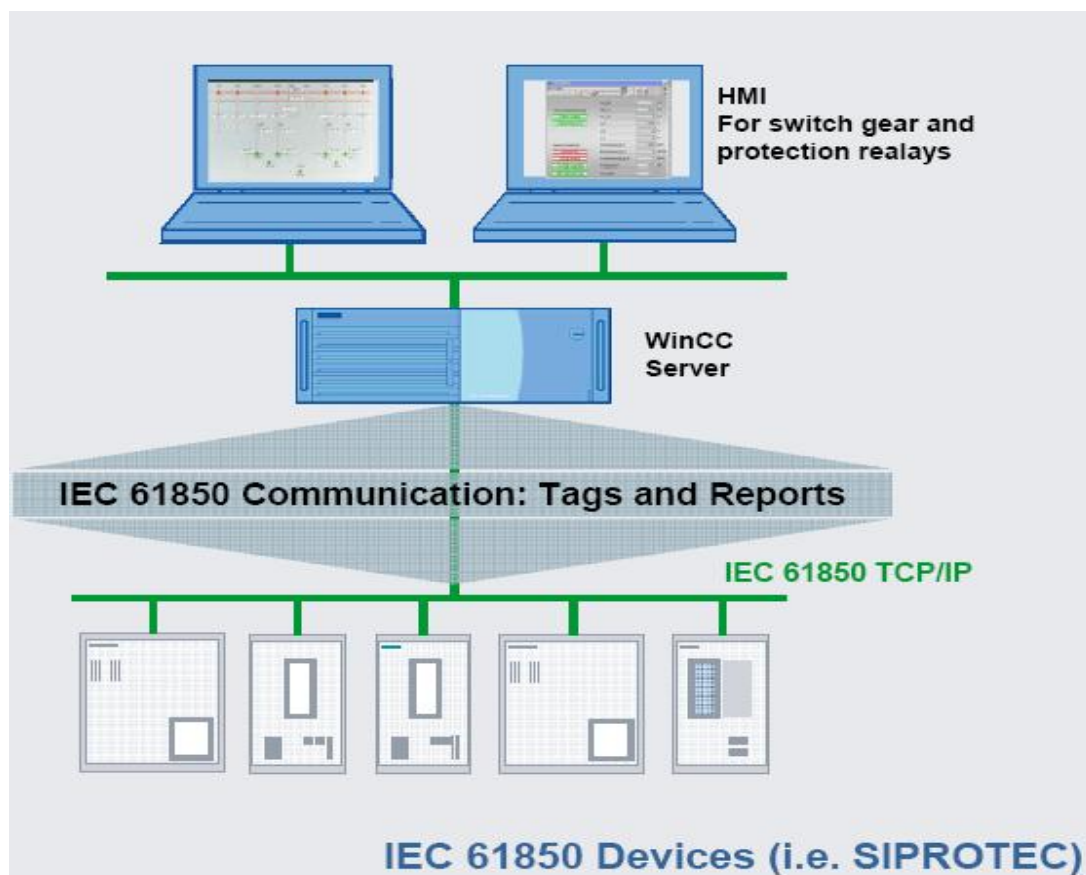 HMI
For switch gear and
protection realays
WinCC
Server
IEC 61850 Communication: Tags and Reports
IEC 61850 TCP/IP
IEC 61850 Devices (i.e. SIPROTEC)